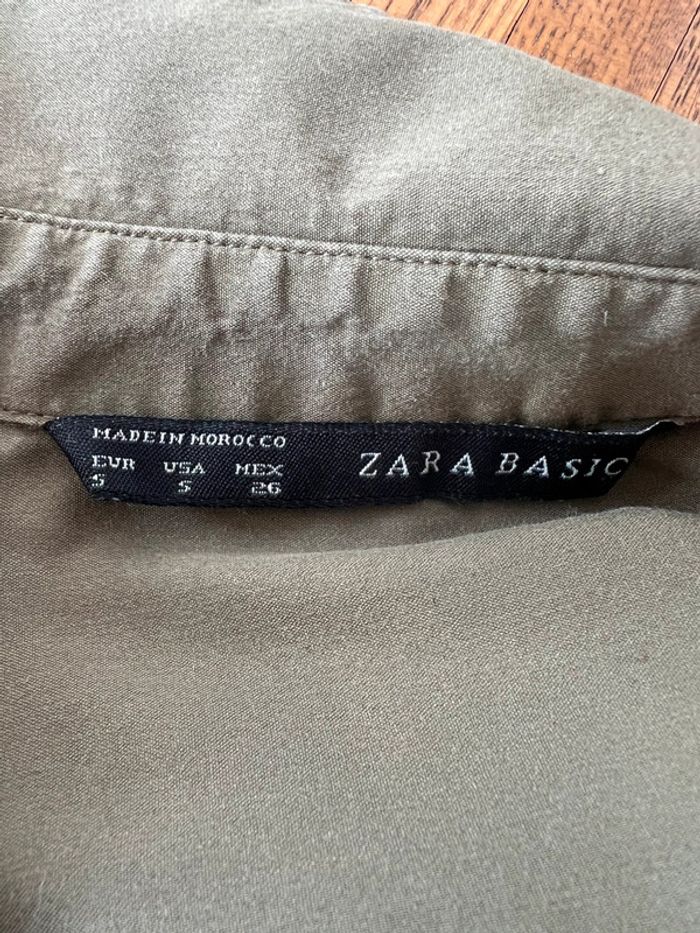 MADE IN MOROCCO
EUR USA MEX
S S 26
ZARA BASIC